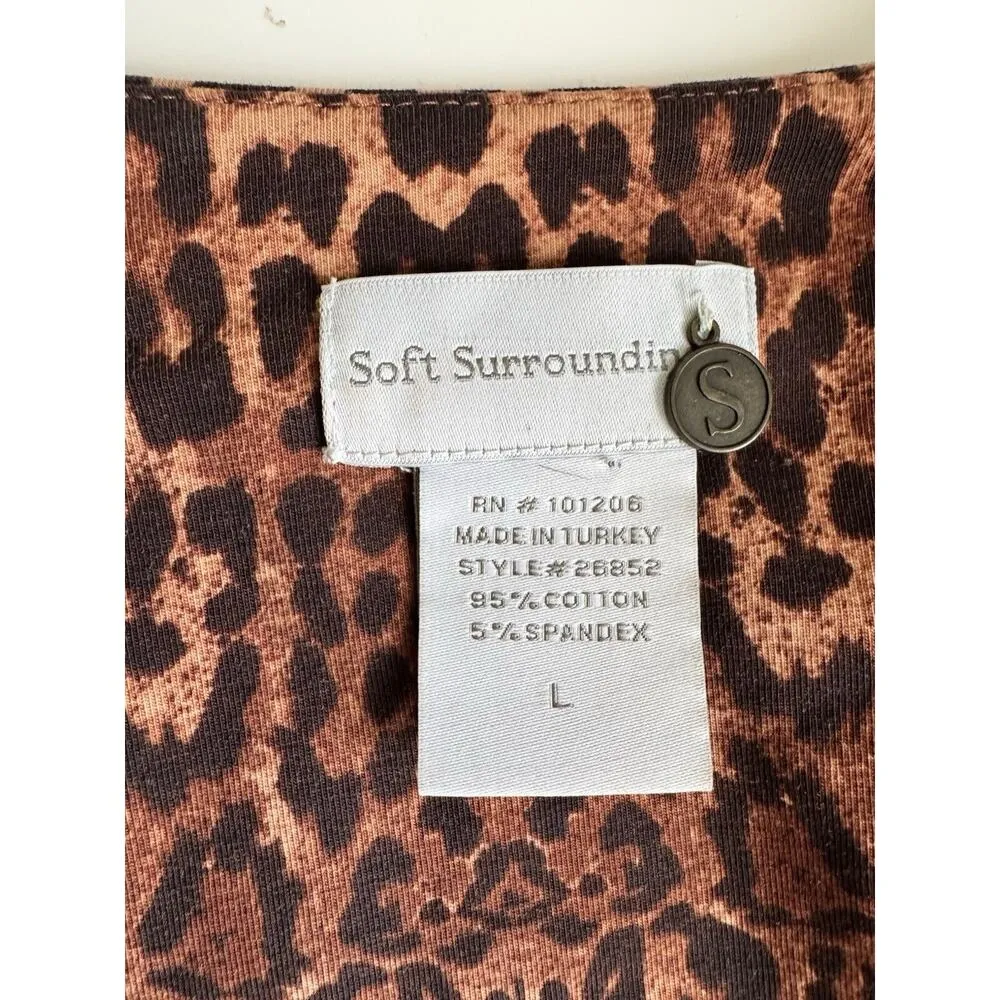 Soft Surroundin
S
RN # 101206
MADE IN TURKEY
STYLE# 26852
95% COTTON
5% SPANDEX
L